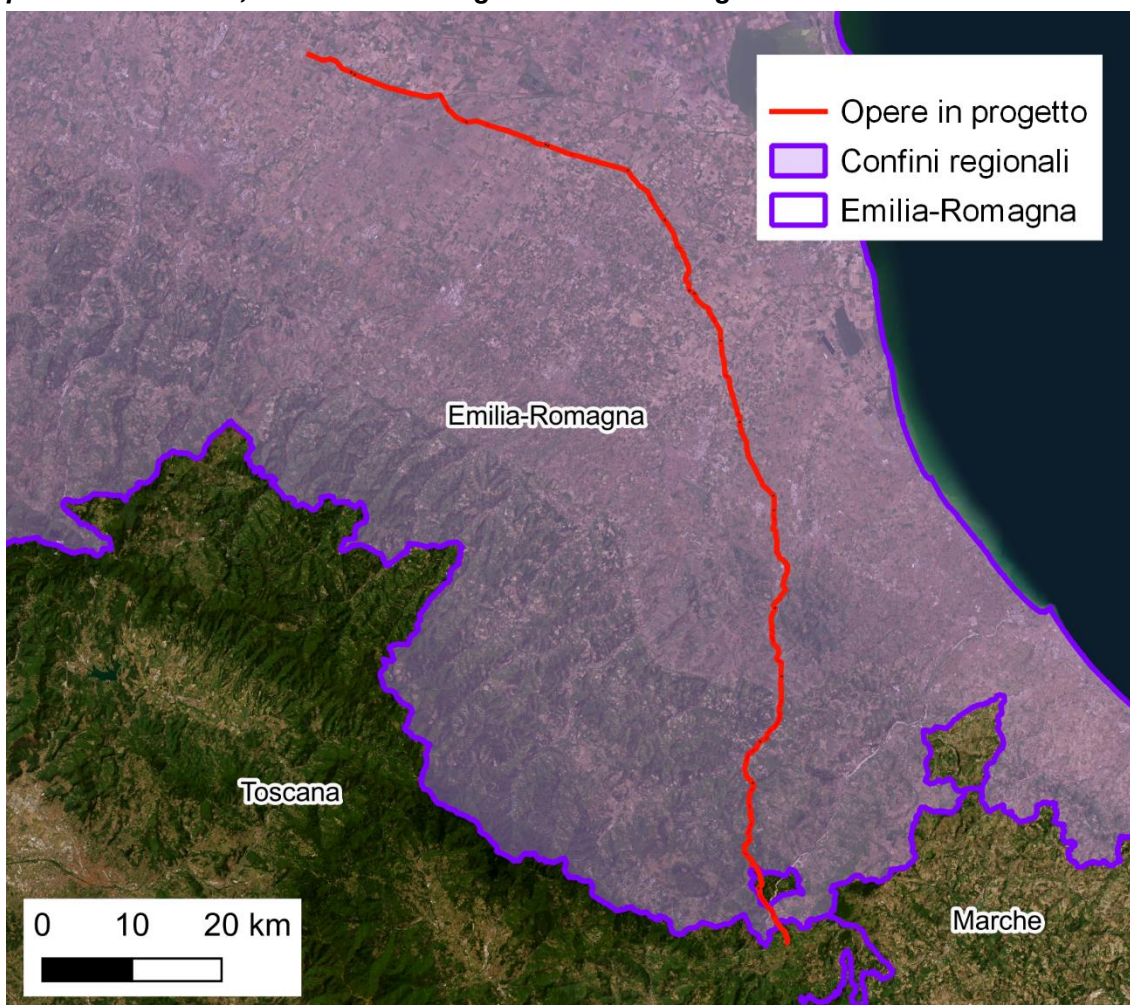 Opere in progetto
Confini regionali
Emilia-Romagna
Emilia-Romagna
Toscana
Marche
0 10 20 km